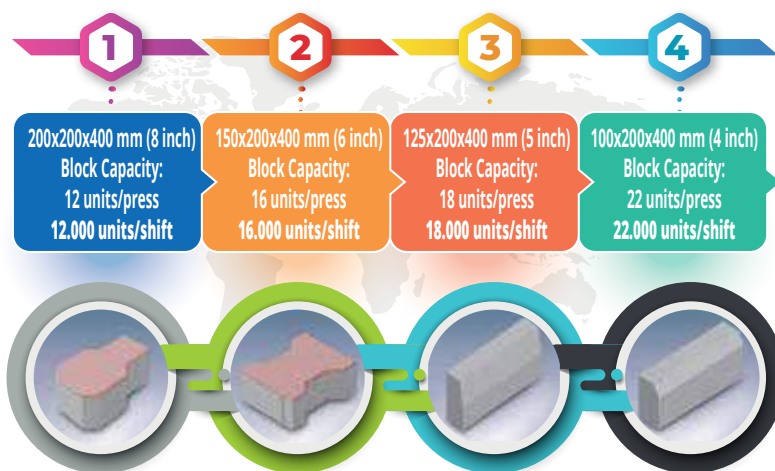 1
2
3
4
200x200x400 mm (8 inch)
Block Capacity:
12 units/press
12.000 units/shift
150x200x400 mm (6 inch)
Block Capacity:
16 units/press
16.000 units/shift
125x200x400 mm (5 inch)
Block Capacity:
18 units/press
18.000 units/shift
100x200x400 mm (4 inch)
Block Capacity:
22 units/press
22.000 units/shift